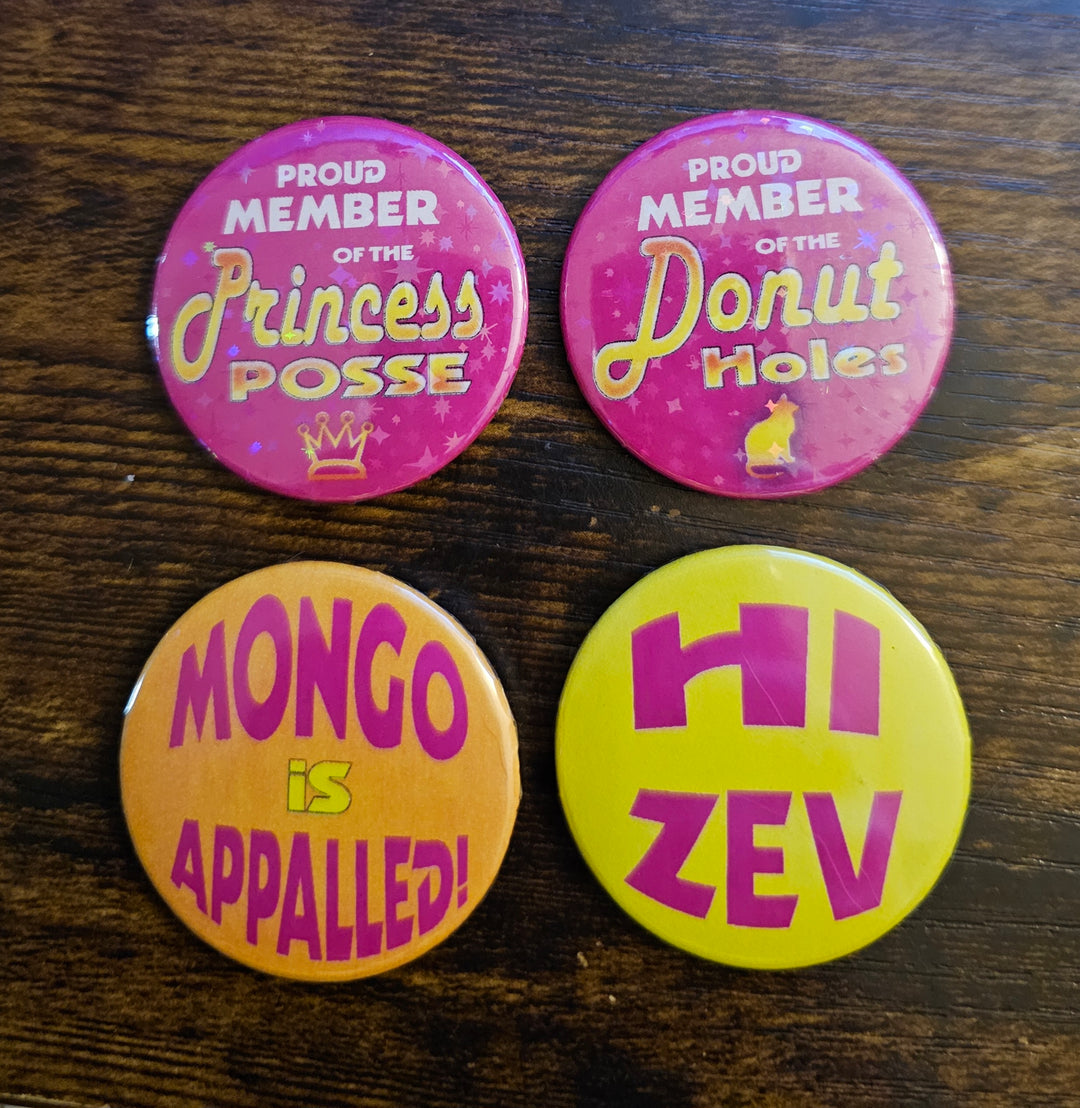 PROUD
MEMBER
OF THE
Princess
POSSE
PROUD
MEMBER
OF THE
Donut
Holes
MONGO
is
APPALLED!
HI
ZEV